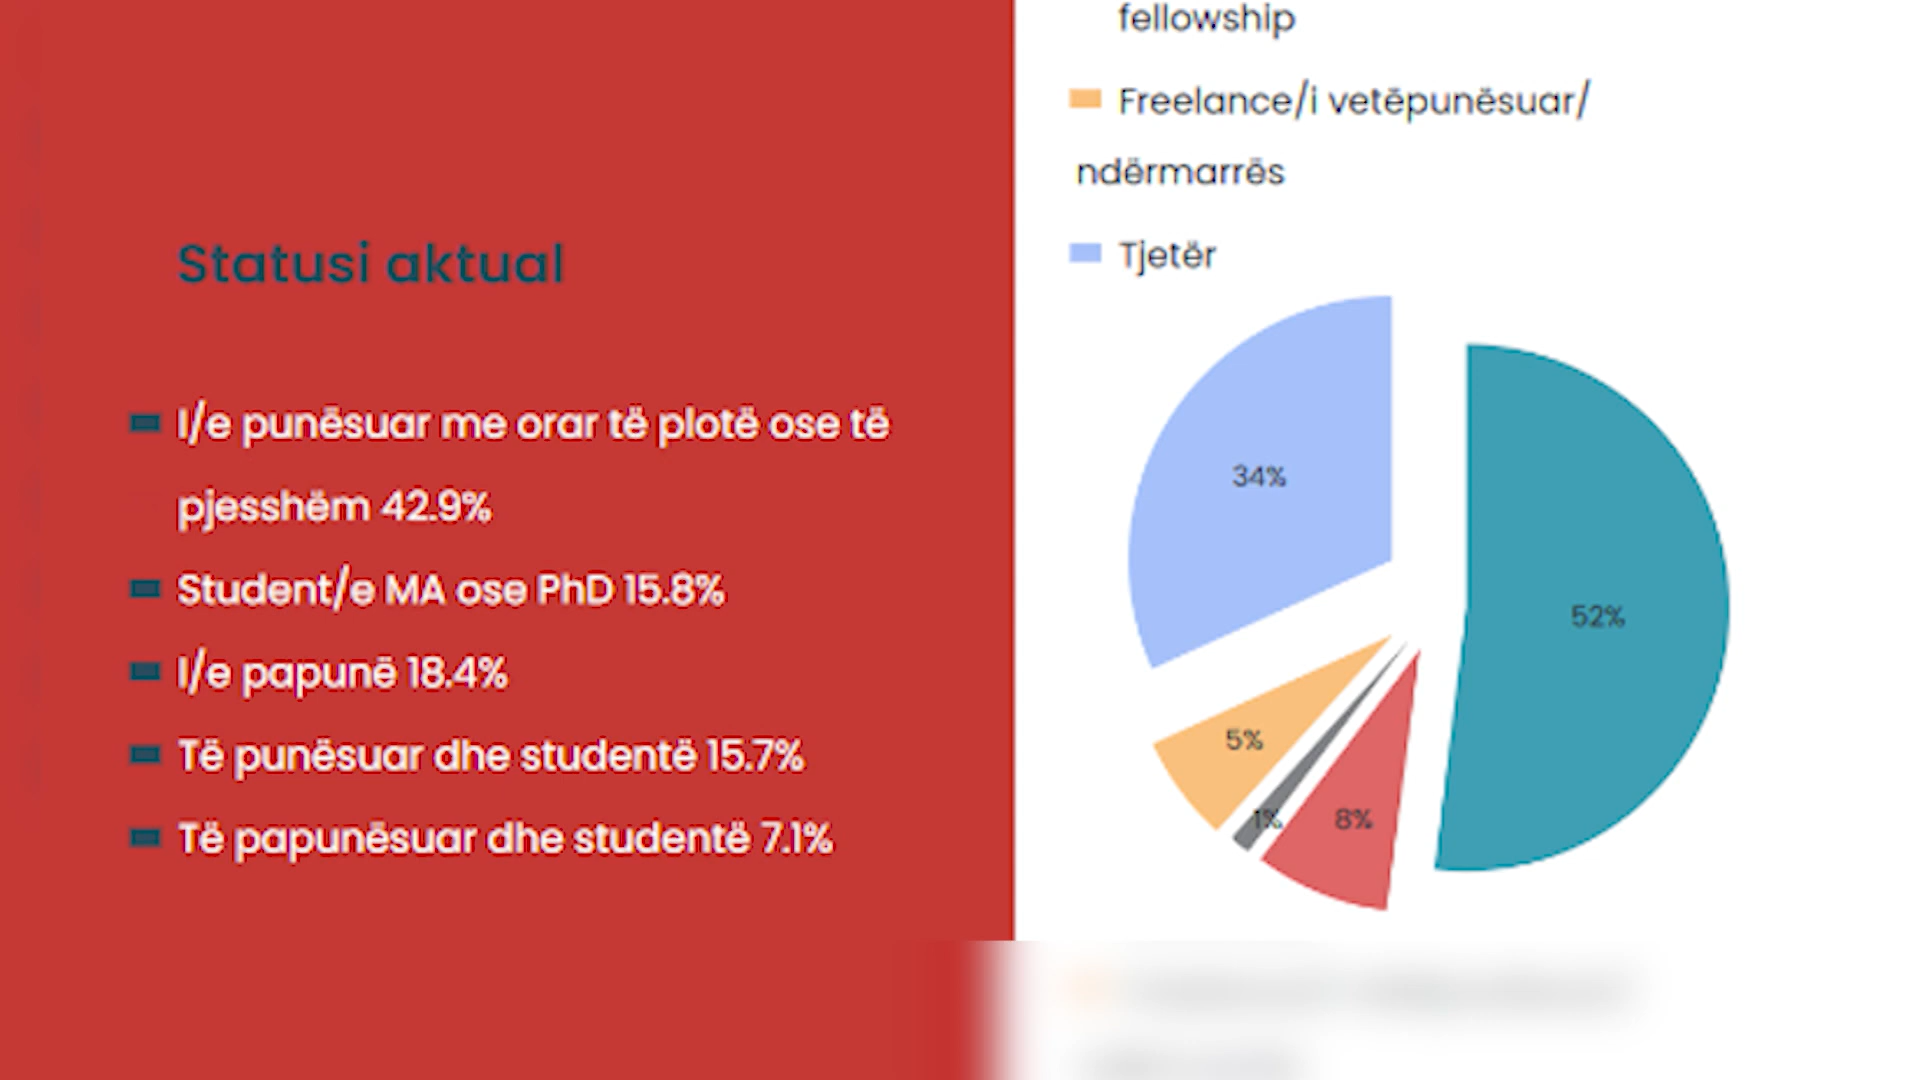 Statusi aktual
I/e punësuar me orar të plotë ose të
pjesshëm 42.9%
Student/e MA ose PhD 15.8%
I/e papunë 18.4%
Të punësuar dhe studentë 15.7%
Të papunësuar dhe studentë 7.1%
fellowship
Freelance/i vetëpunësuar/
ndërmarrës
Tjetër
34%
52%
5%
1%
8%